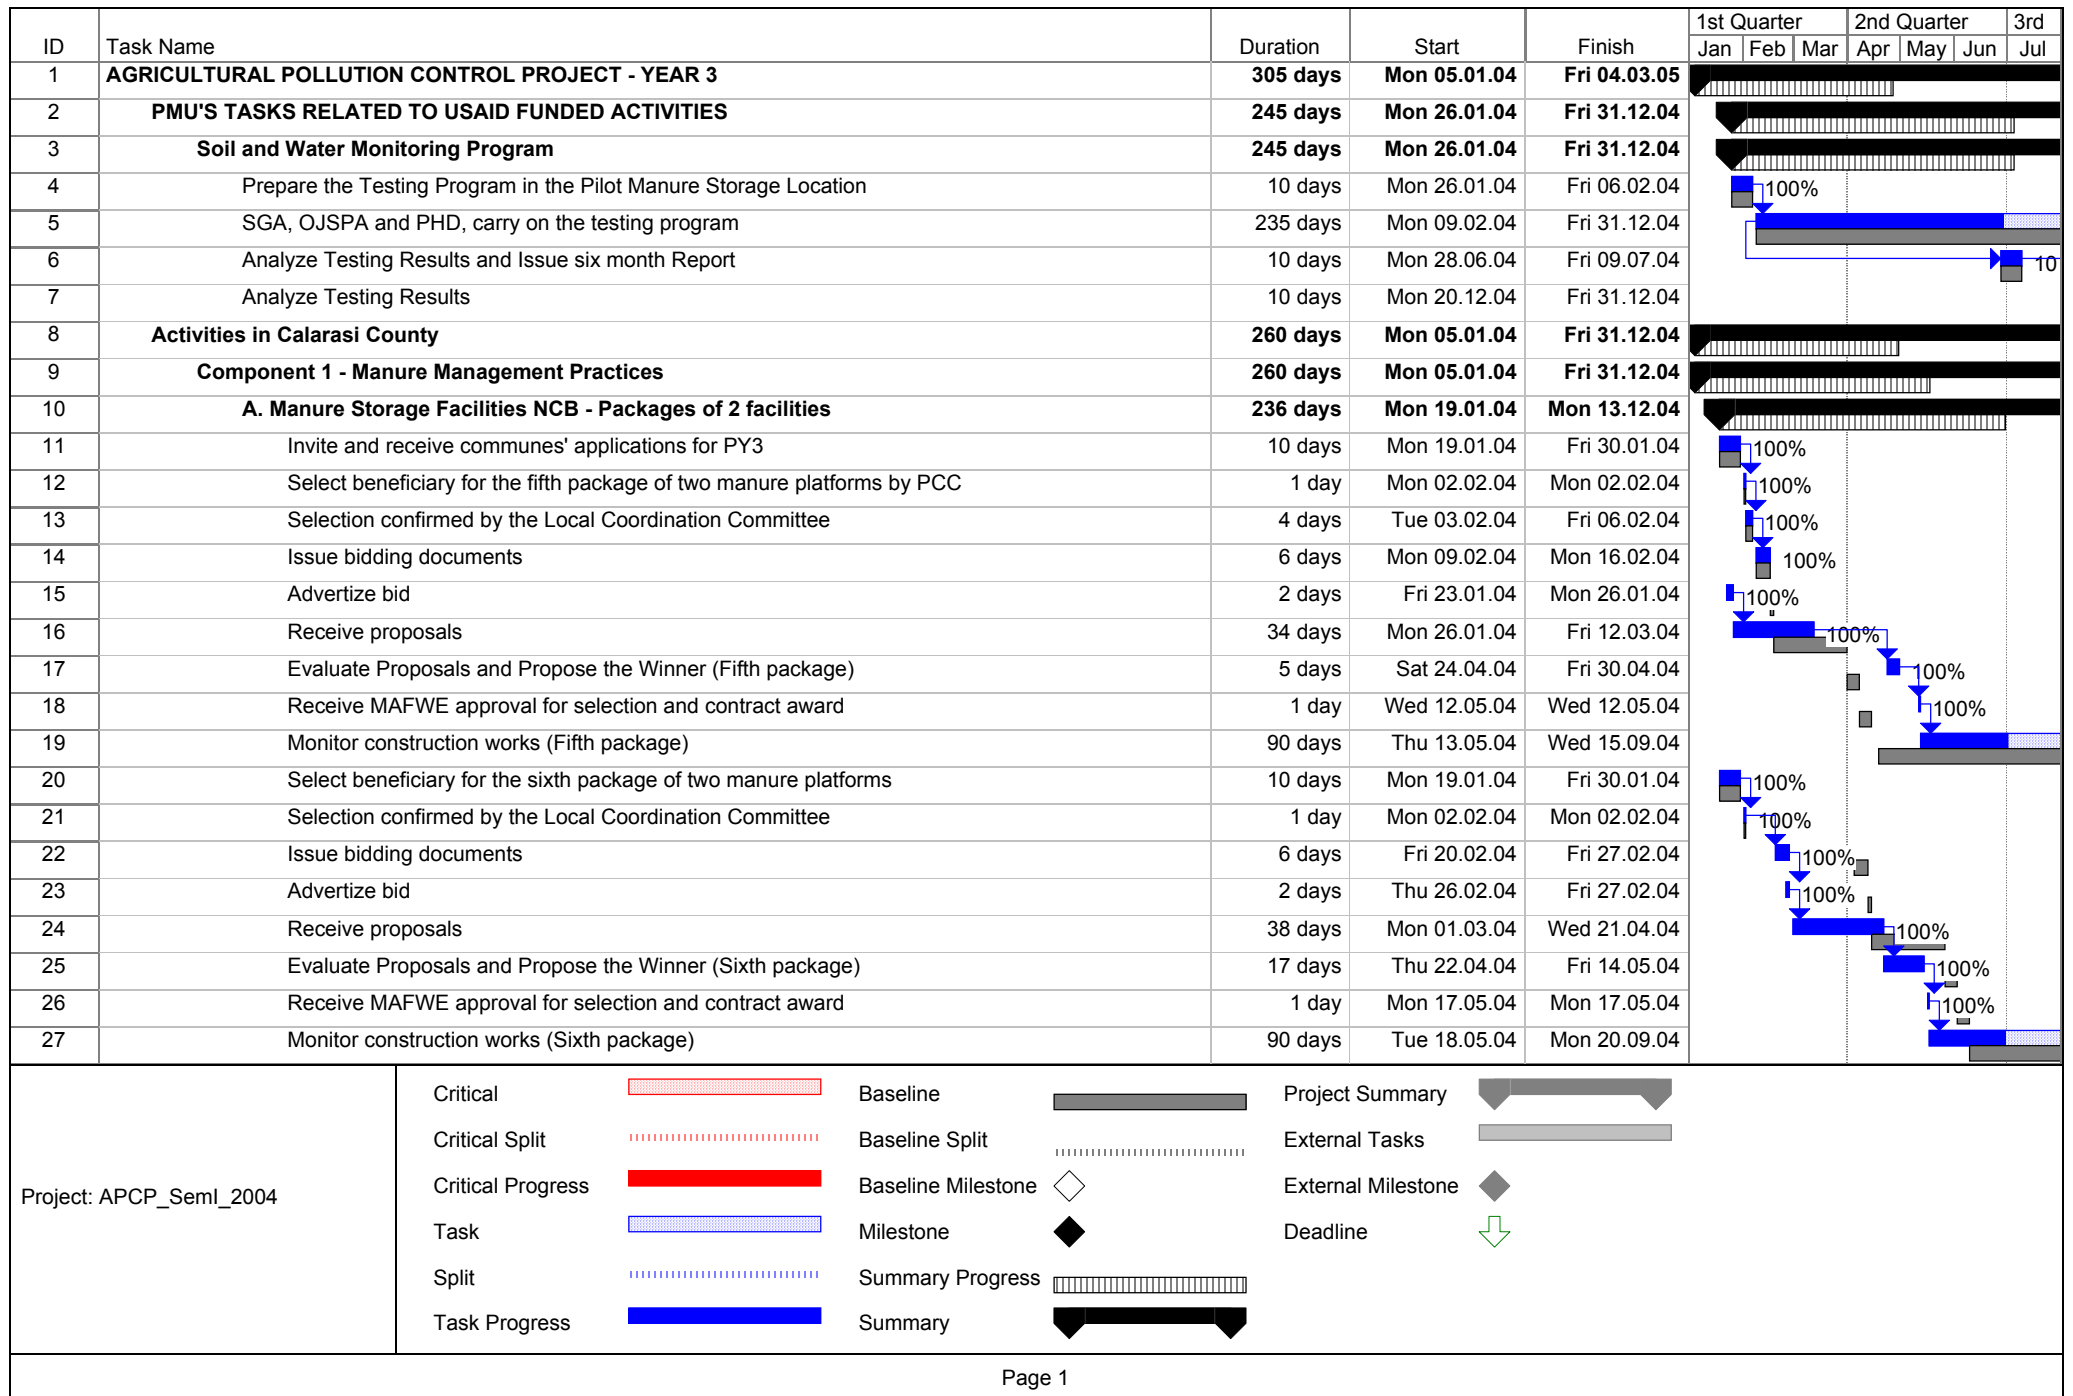 1st Quarter 2nd Quarter 3rd
ID Task Name Duration Start Finish Jan Feb Mar Apr May Jun Jul
1 AGRICULTURAL POLLUTION CONTROL PROJECT - YEAR 3 305 days Mon 05.01.04 Fri 04.03.05
2 PMU'S TASKS RELATED TO USAID FUNDED ACTIVITIES 245 days Mon 26.01.04 Fri 31.12.04
3 Soil and Water Monitoring Program 245 days Mon 26.01.04 Fri 31.12.04
4 Prepare the Testing Program in the Pilot Manure Storage Location 10 days Mon 26.01.04 Fri 06.02.04 100%
5 SGA, OJSPA and PHD, carry on the testing program 235 days Mon 09.02.04 Fri 31.12.04
6 Analyze Testing Results and Issue six month Report 10 days Mon 28.06.04 Fri 09.07.04 10
7 Analyze Testing Results 10 days Mon 20.12.04 Fri 31.12.04
8 Activities in Calarasi County 260 days Mon 05.01.04 Fri 31.12.04
9 Component 1 - Manure Management Practices 260 days Mon 05.01.04 Fri 31.12.04
10 A. Manure Storage Facilities NCB - Packages of 2 facilities 236 days Mon 19.01.04 Mon 13.12.04
11 Invite and receive communes' applications for PY3 10 days Mon 19.01.04 Fri 30.01.04 100%
12 Select beneficiary for the fifth package of two manure platforms by PCC 1 day Mon 02.02.04 Mon 02.02.04 100%
13 Selection confirmed by the Local Coordination Committee 4 days Tue 03.02.04 Fri 06.02.04 100%
14 Issue bidding documents 6 days Mon 09.02.04 Mon 16.02.04 100%
15 Advertize bid 2 days Fri 23.01.04 Mon 26.01.04 100%
16 Receive proposals 34 days Mon 26.01.04 Fri 12.03.04 100%
17 Evaluate Proposals and Propose the Winner (Fifth package) 5 days Sat 24.04.04 Fri 30.04.04 100%
18 Receive MAFWE approval for selection and contract award 1 day Wed 12.05.04 Wed 12.05.04 100%
19 Monitor construction works (Fifth package) 90 days Thu 13.05.04 Wed 15.09.04
20 Select beneficiary for the sixth package of two manure platforms 10 days Mon 19.01.04 Fri 30.01.04 100%
21 Selection confirmed by the Local Coordination Committee 1 day Mon 02.02.04 Mon 02.02.04 100%
22 Issue bidding documents 6 days Fri 20.02.04 Fri 27.02.04 100%
23 Advertize bid 2 days Thu 26.02.04 Fri 27.02.04 100%
24 Receive proposals 38 days Mon 01.03.04 Wed 21.04.04 100%
25 Evaluate Proposals and Propose the Winner (Sixth package) 17 days Thu 22.04.04 Fri 14.05.04 100%
26 Receive MAFWE approval for selection and contract award 1 day Mon 17.05.04 Mon 17.05.04 100%
27 Monitor construction works (Sixth package) 90 days Tue 18.05.04 Mon 20.09.04
Project: APCP_SemI_2004
Critical
Critical Split
Critical Progress
Task
Split
Task Progress
Baseline
Baseline Split
Baseline Milestone
Milestone
Summary Progress
Summary
Project Summary
External Tasks
External Milestone
Deadline
Page 1